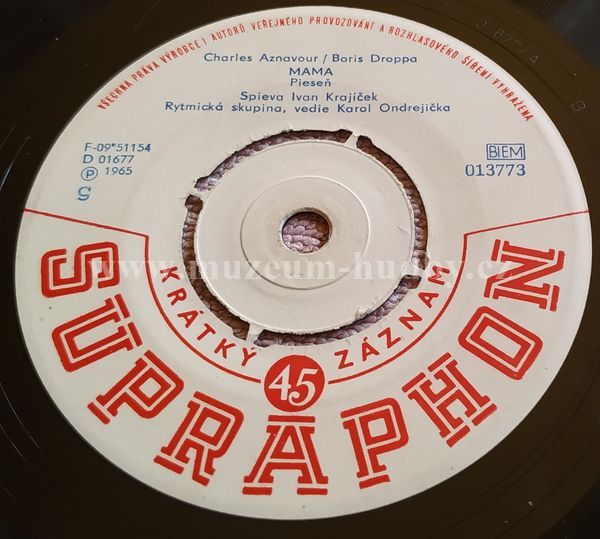 VŠECHNA PRÁVA VÝROBCE I AUTORŮ, VEŘEJNÉHO PROVOZOVÁNÍ A ROZHLASOVÉHO ŠÍŘENÍ VYHRAZENA
Charles Aznavour / Boris Droppa
MAMA
Pieseň
Spieva Ivan Krajíček
Rytmická skupina, vedie Karol Ondrejička
F-09*51154
D 01677
Ⓟ 1965
BIEM
013773
www.muzeum-hudby.cz
KRÁTKÝ
45
ZÁZNAM
SUPRAPHON